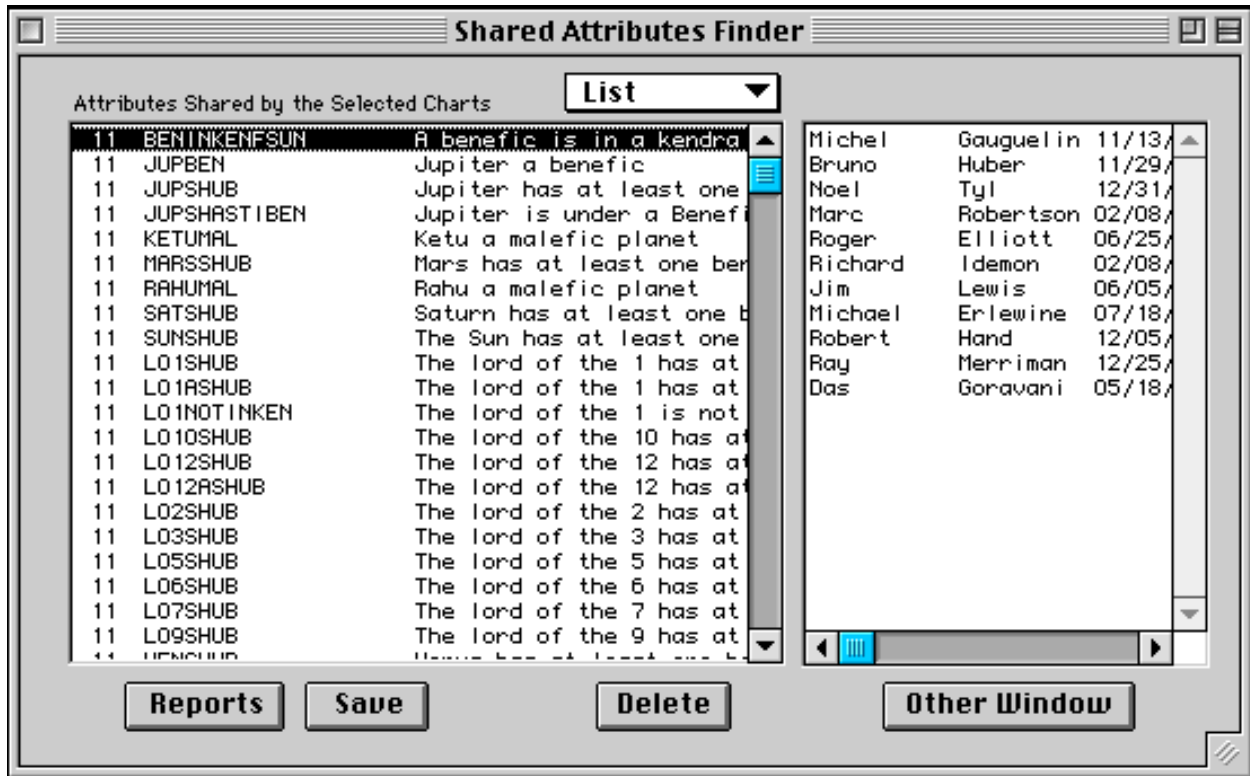 Shared Attributes Finder
Attributes Shared by the Selected Charts
List
11 BENINKENFSUN A benefic is in a kendra
11 JUPBEN Jupiter a benefic
11 JUPSHUB Jupiter has at least one
11 JUPSHASTIBEN Jupiter is under a Benefi
11 KETUMAL Ketu a malefic planet
11 MARSSHUB Mars has at least one ben
11 RAHUMAL Rahu a malefic planet
11 SATSHUB Saturn has at least one b
11 SUNSHUB The Sun has at least one
11 LO1SHUB The lord of the 1 has at
11 LO1ASHUB The lord of the 1 has at
11 LO1NOTINKEN The lord of the 1 is not
11 LO10SHUB The lord of the 10 has at
11 LO12SHUB The lord of the 12 has at
11 LO12ASHUB The lord of the 12 has at
11 LO2SHUB The lord of the 2 has at
11 LO3SHUB The lord of the 3 has at
11 LO5SHUB The lord of the 5 has at
11 LO6SHUB The lord of the 6 has at
11 LO7SHUB The lord of the 7 has at
11 LO9SHUB The lord of the 9 has at
Michel Gauguelin 11/13/
Bruno Huber 11/29/
Noel Tyl 12/31/
Marc Robertson 02/08/
Roger Elliott 06/25/
Richard Idemon 02/08/
Jim Lewis 06/05/
Michael Erlewine 07/18/
Robert Hand 12/05/
Ray Merriman 12/25/
Das Goravani 05/18/
Reports Save Delete Other Window